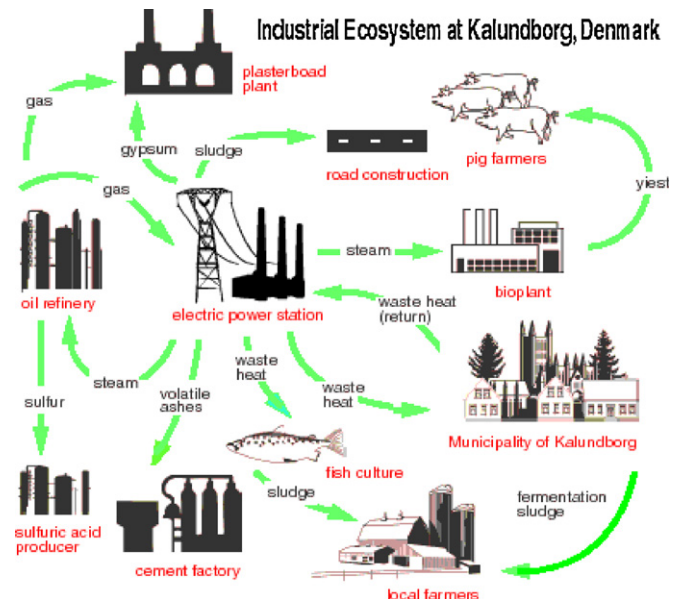 Industrial Ecosystem at Kalundborg, Denmark
plasterboad
plant
gas
gypsum
sludge
road construction
pig farmers
gas
yiest
steam
oil refinery
electric power station
bioplant
waste heat
(return)
steam
volatile
ashes
waste
heat
waste
heat
sulfur
Municipality of Kalundborg
fish culture
sludge
fermentation
sludge
sulfuric acid
producer
cement factory
local farmers